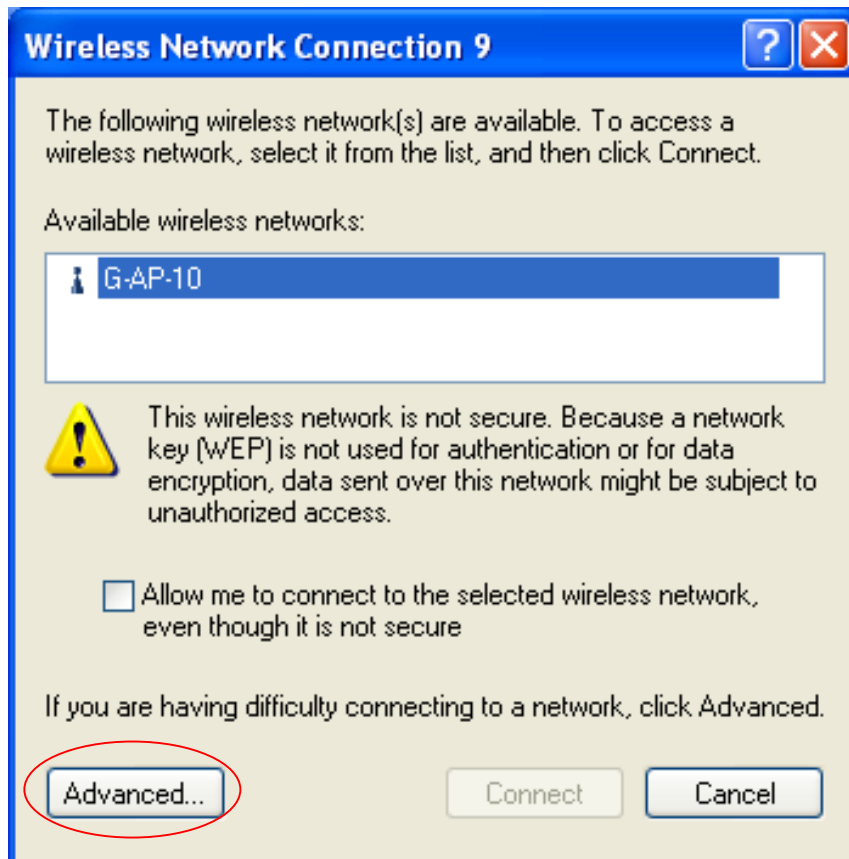 Wireless Network Connection 9
The following wireless network(s) are available. To access a
wireless network, select it from the list, and then click Connect.
Available wireless networks:
G-AP-10
This wireless network is not secure. Because a network
key (WEP) is not used for authentication or for data
encryption, data sent over this network might be subject to
unauthorized access.
Allow me to connect to the selected wireless network,
even though it is not secure
If you are having difficulty connecting to a network, click Advanced.
Advanced... Connect Cancel